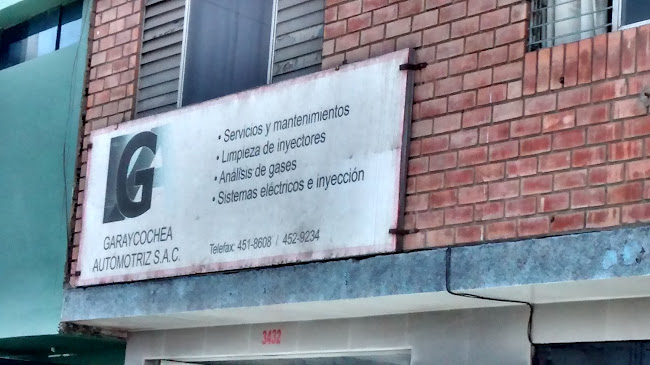 G
GARAYCOCHEA
AUTOMOTRIZ S.A.C.
• Servicios y mantenimientos
• Limpieza de inyectores
• Análisis de gases
• Sistemas eléctricos e inyección
Telefax: 451-8608 / 452-9234
3432